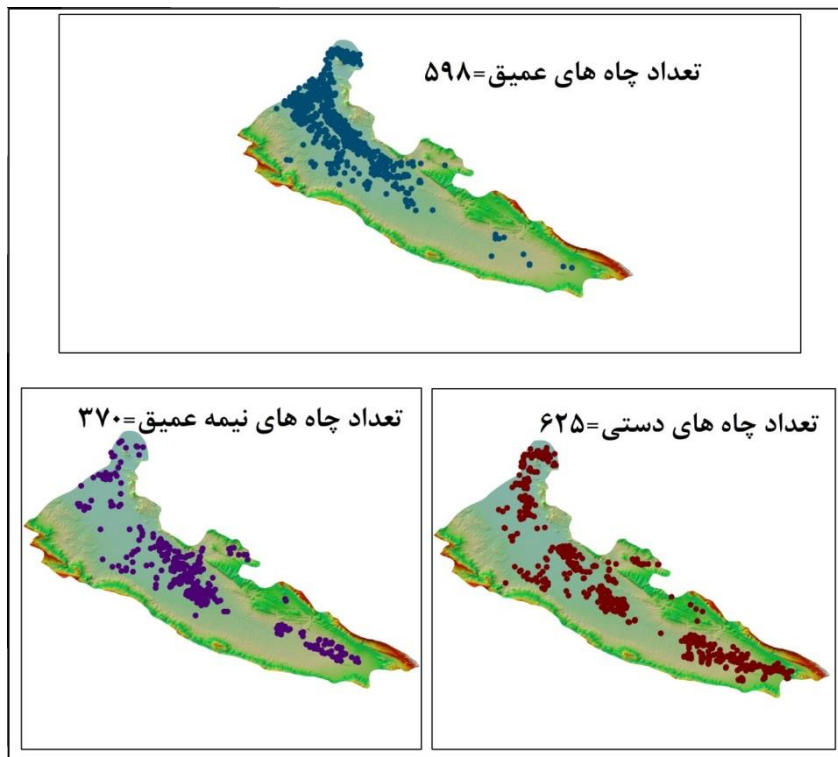 تعداد چاه های عمیق=۵۹۸
تعداد چاه های دستی=۶۲۵
تعداد چاه های نیمه عمیق=۳۷۰